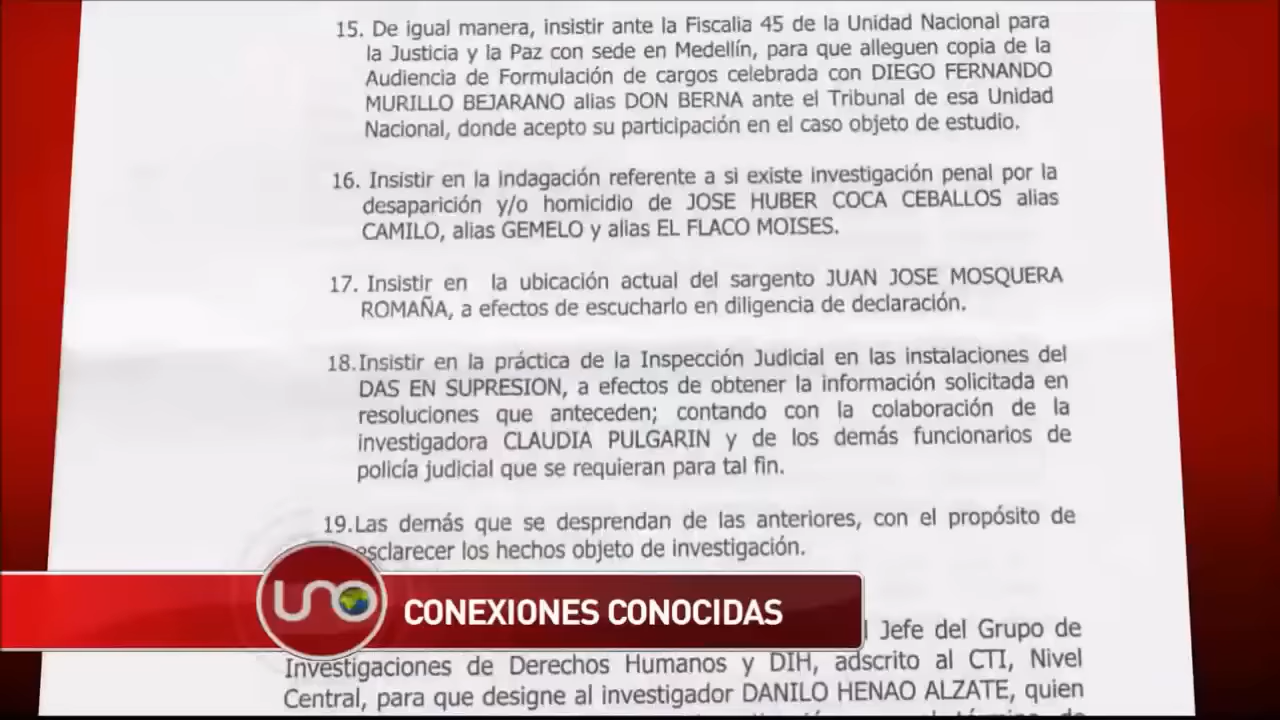 15. De igual manera, insistir ante la Fiscalia 45 de la Unidad Nacional para
la Justicia y la Paz con sede en Medellín, para que alleguen copia de la
Audiencia de Formulación de cargos celebrada con DIEGO FERNANDO
MURILLO BEJARANO alias DON BERNA ante el Tribunal de esa Unidad
Nacional, donde acepto su participación en el caso objeto de estudio.
16. Insistir en la indagación referente a si existe investigación penal por la
desaparición y/o homicidio de JOSE HUBER COCA CEBALLOS alias
CAMILO, alias GEMELO y alias EL FLACO MOISES.
17. Insistir en la ubicación actual del sargento JUAN JOSE MOSQUERA
ROMAÑA, a efectos de escucharlo en diligencia de declaración.
18. Insistir en la práctica de la Inspección Judicial en las instalaciones del
DAS EN SUPRESION, a efectos de obtener la información solicitada en
resoluciones que anteceden; contando con la colaboración de la
investigadora CLAUDIA PULGARIN y de los demás funcionarios de
policía judicial que se requieran para tal fin.
19. Las demás que se desprendan de las anteriores, con el propósito de
esclarecer los hechos objeto de investigación.
UNO
CONEXIONES CONOCIDAS
Jefe del Grupo de
Investigaciones de Derechos Humanos y DIH, adscrito al CTI, Nivel
Central, para que designe al investigador DANILO HENAO ALZATE, quien